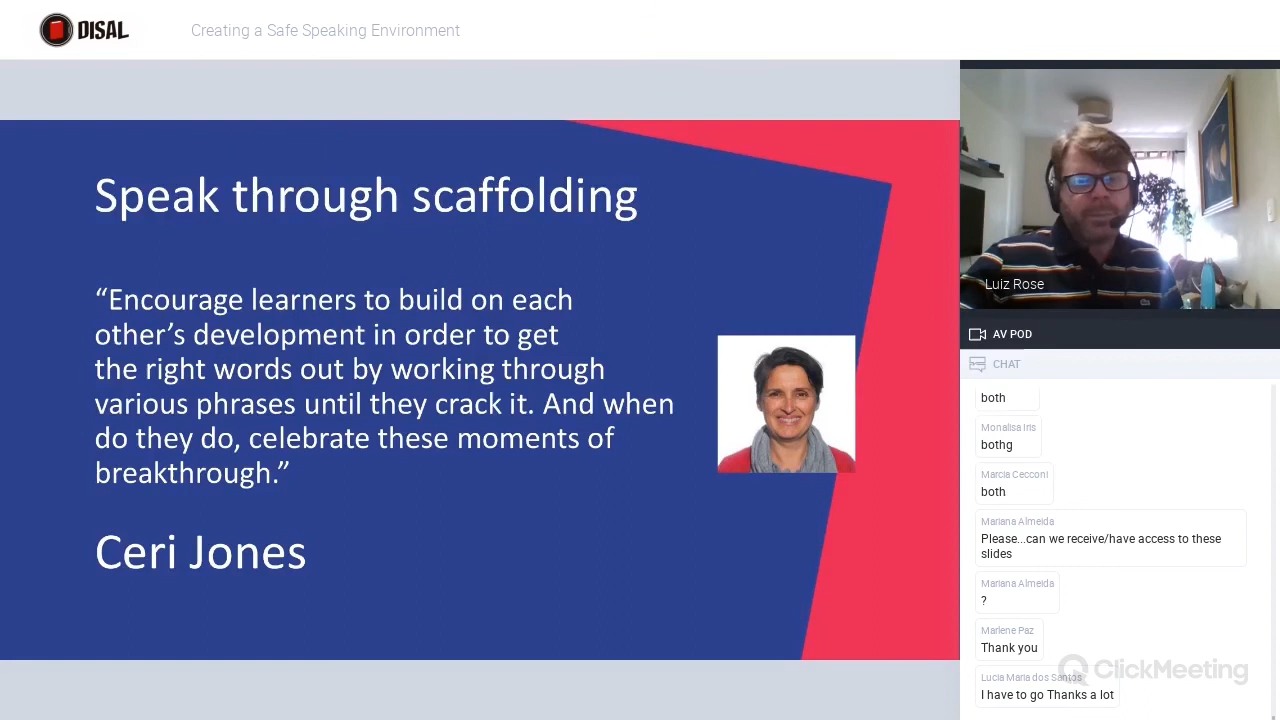 DISAL
Creating a Safe Speaking Environment
Speak through scaffolding
“Encourage learners to build on each
other’s development in order to get
the right words out by working through
various phrases until they crack it. And when
do they do, celebrate these moments of
breakthrough.”
Ceri Jones
Luiz Rose
AV POD
CHAT
both
Monalisa Iris
bothg
Marcia Cecconi
both
Mariana Almeida
Please...can we receive/have access to these
slides
Mariana Almeida
?
Marlene Paz
Thank you
ClickMeeting
Lucia Maria dos Santos
I have to go Thanks a lot